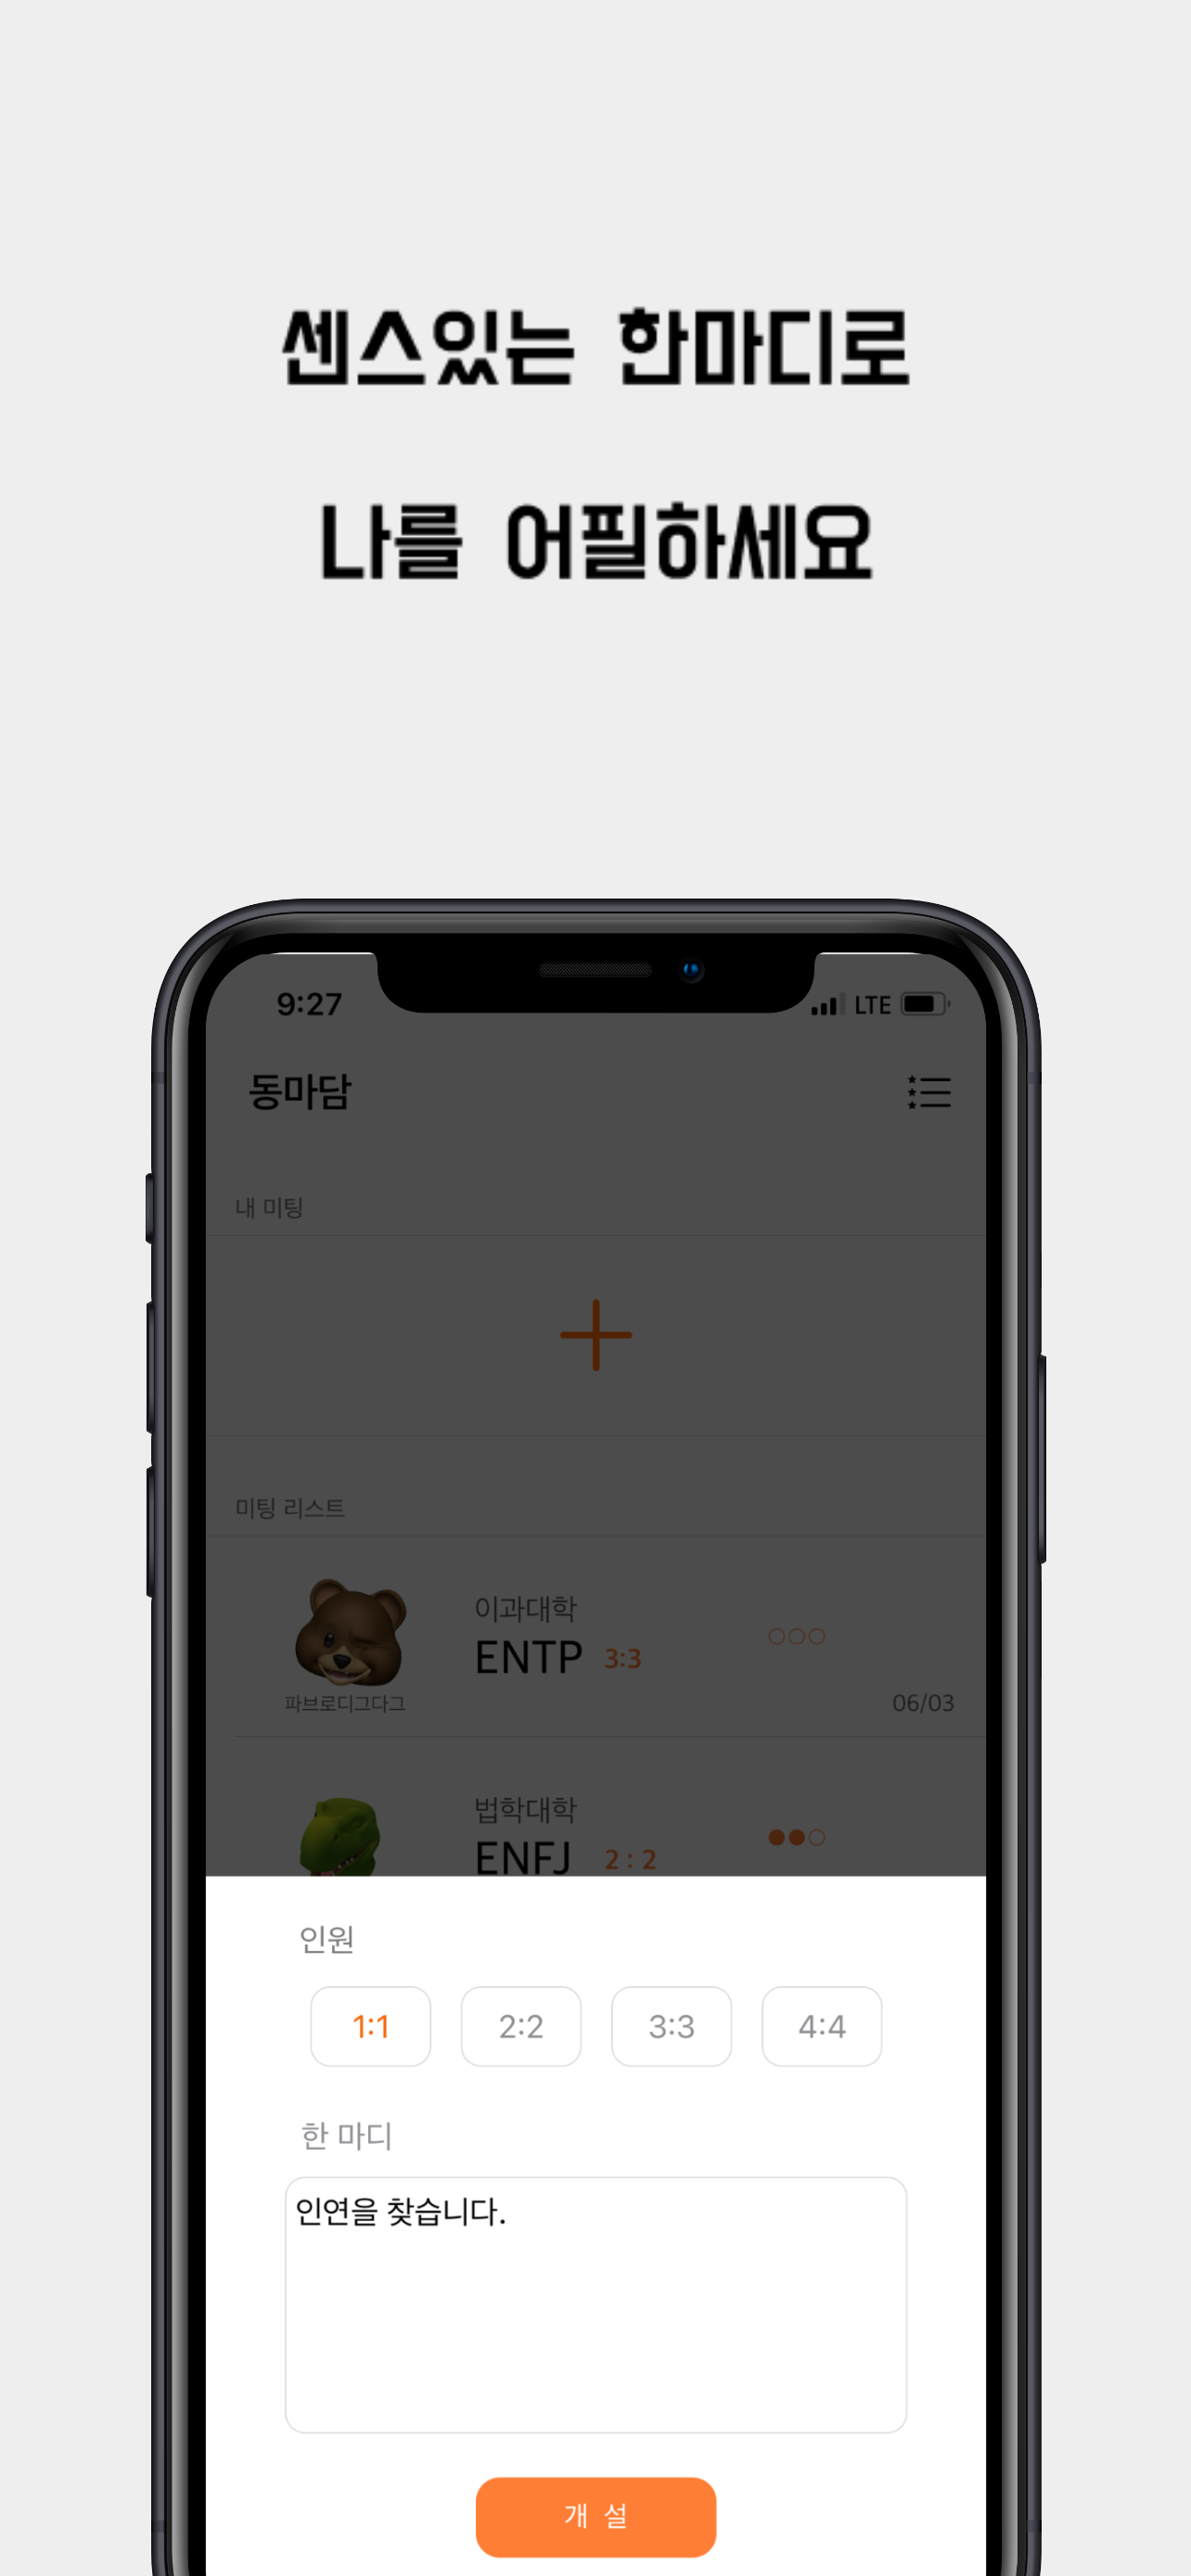 센스있는 한마디로
나를 어필하세요
9:27 LTE
동마담
내 미팅
미팅 리스트
이과대학
ENTP 3:3
파브로디그다그 06/03
법학대학
ENFJ 2 : 2
인원
1:1 2:2 3:3 4:4
한 마디
인연을 찾습니다.
개 설